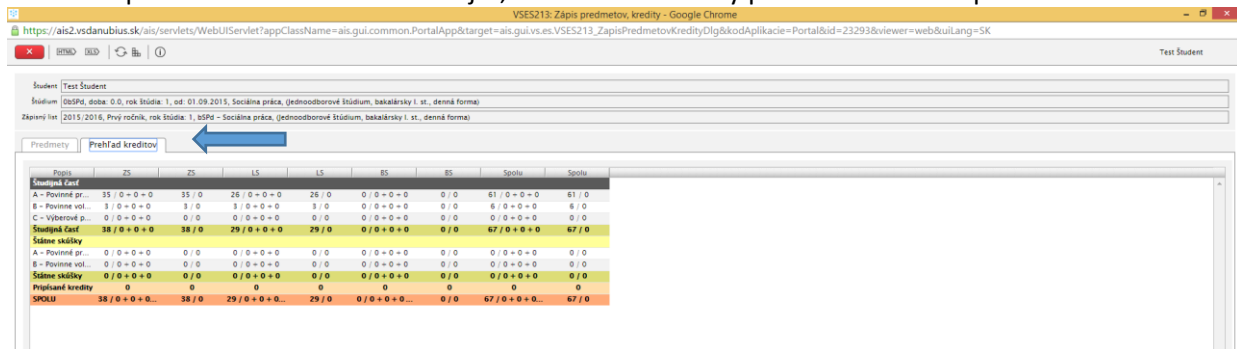 VSES213: Zápis predmetov, kredity - Google Chrome
https://ais2.vsdanubius.sk/ais/servlets/WebUIServlet?appClassName=ais.gui.common.PortalApp&target=ais.gui.vs.es.VSES213_ZapisPredmetovKredityDlg&kodAplikacie=Portal&id=23293&viewer=web&uiLang=SK
HTML XLS Test Študent
Študent Test Študent
Štúdium 0bSPd, doba: 0.0, rok štúdia: 1, od: 01.09.2015, Sociálna práca, (Jednoodborové štúdium, bakalársky I. st., denná forma)
Zápisný list 2015/2016, Prvý ročník, rok štúdia: 1, bSPd - Sociálna práca, (Jednoodborové štúdium, bakalársky I. st., denná forma)
Predmety Prehľad kreditov
Popis ZS ZS LS LS BS BS Spolu Spolu
Študijná časť
A - Povinné pr... 35 / 0 + 0 + 0 35 / 0 26 / 0 + 0 + 0 26 / 0 0 / 0 + 0 + 0 0 / 0 61 / 0 + 0 + 0 61 / 0
B - Povinne vol... 3 / 0 + 0 + 0 3 / 0 3 / 0 + 0 + 0 3 / 0 0 / 0 + 0 + 0 0 / 0 6 / 0 + 0 + 0 6 / 0
C - Výberové p... 0 / 0 + 0 + 0 0 / 0 0 / 0 + 0 + 0 0 / 0 0 / 0 + 0 + 0 0 / 0 0 / 0 + 0 + 0 0 / 0
Študijná časť 38 / 0 + 0 + 0 38 / 0 29 / 0 + 0 + 0 29 / 0 0 / 0 + 0 + 0 0 / 0 67 / 0 + 0 + 0 67 / 0
Štátne skúšky
A - Povinné pr... 0 / 0 + 0 + 0 0 / 0 0 / 0 + 0 + 0 0 / 0 0 / 0 + 0 + 0 0 / 0 0 / 0 + 0 + 0 0 / 0
B - Povinne vol... 0 / 0 + 0 + 0 0 / 0 0 / 0 + 0 + 0 0 / 0 0 / 0 + 0 + 0 0 / 0 0 / 0 + 0 + 0 0 / 0
Štátne skúšky 0 / 0 + 0 + 0 0 / 0 0 / 0 + 0 + 0 0 / 0 0 / 0 + 0 + 0 0 / 0 0 / 0 + 0 + 0 0 / 0
Pripísané kredity 0 0 0 0 0 0 0 0
SPOLU 38 / 0 + 0 + 0... 38 / 0 29 / 0 + 0 + 0... 29 / 0 0 / 0 + 0 + 0... 0 / 0 67 / 0 + 0 + 0... 67 / 0